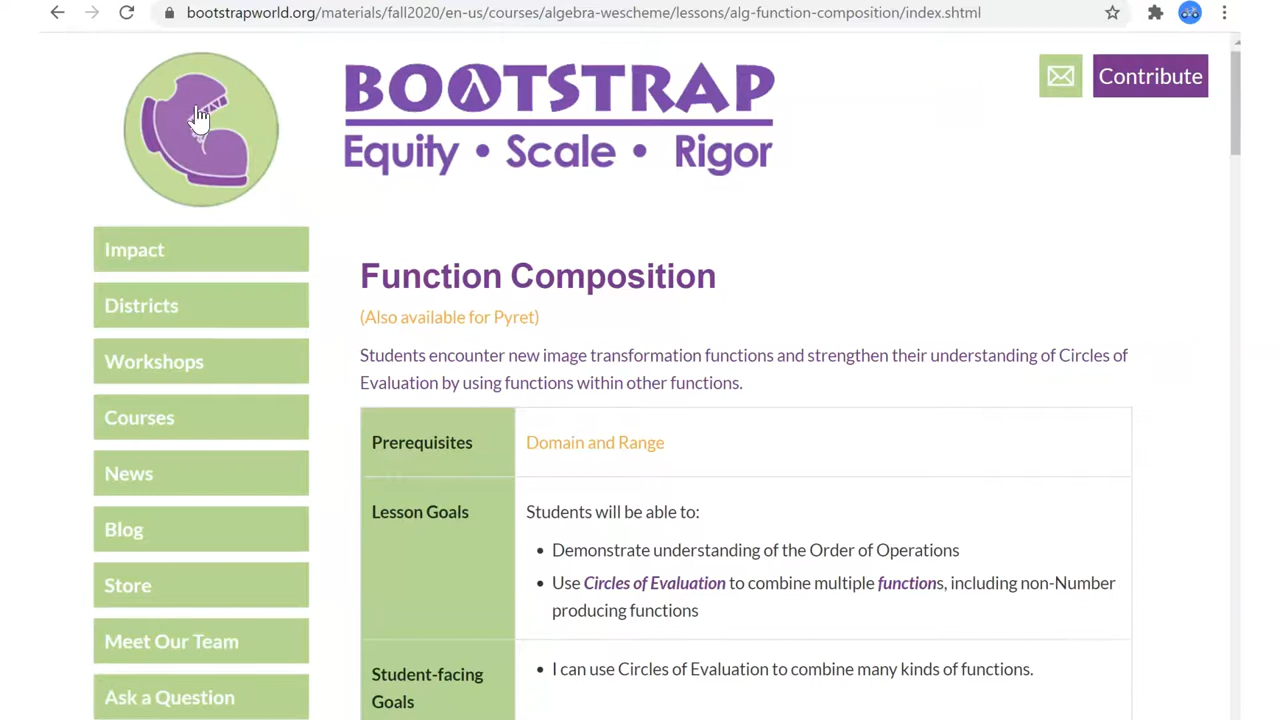 bootstrapworld.org/materials/fall2020/en-us/courses/algebra-wescheme/lessons/alg-function-composition/index.shtml
BOOTSTRAP
Equity • Scale • Rigor
Contribute
Impact
Districts
Workshops
Courses
News
Blog
Store
Meet Our Team
Ask a Question
Function Composition
(Also available for Pyret)
Students encounter new image transformation functions and strengthen their understanding of Circles of
Evaluation by using functions within other functions.
Prerequisites
Domain and Range
Lesson Goals
Students will be able to:
• Demonstrate understanding of the Order of Operations
• Use Circles of Evaluation to combine multiple functions, including non-Number
producing functions
Student-facing
Goals
• I can use Circles of Evaluation to combine many kinds of functions.